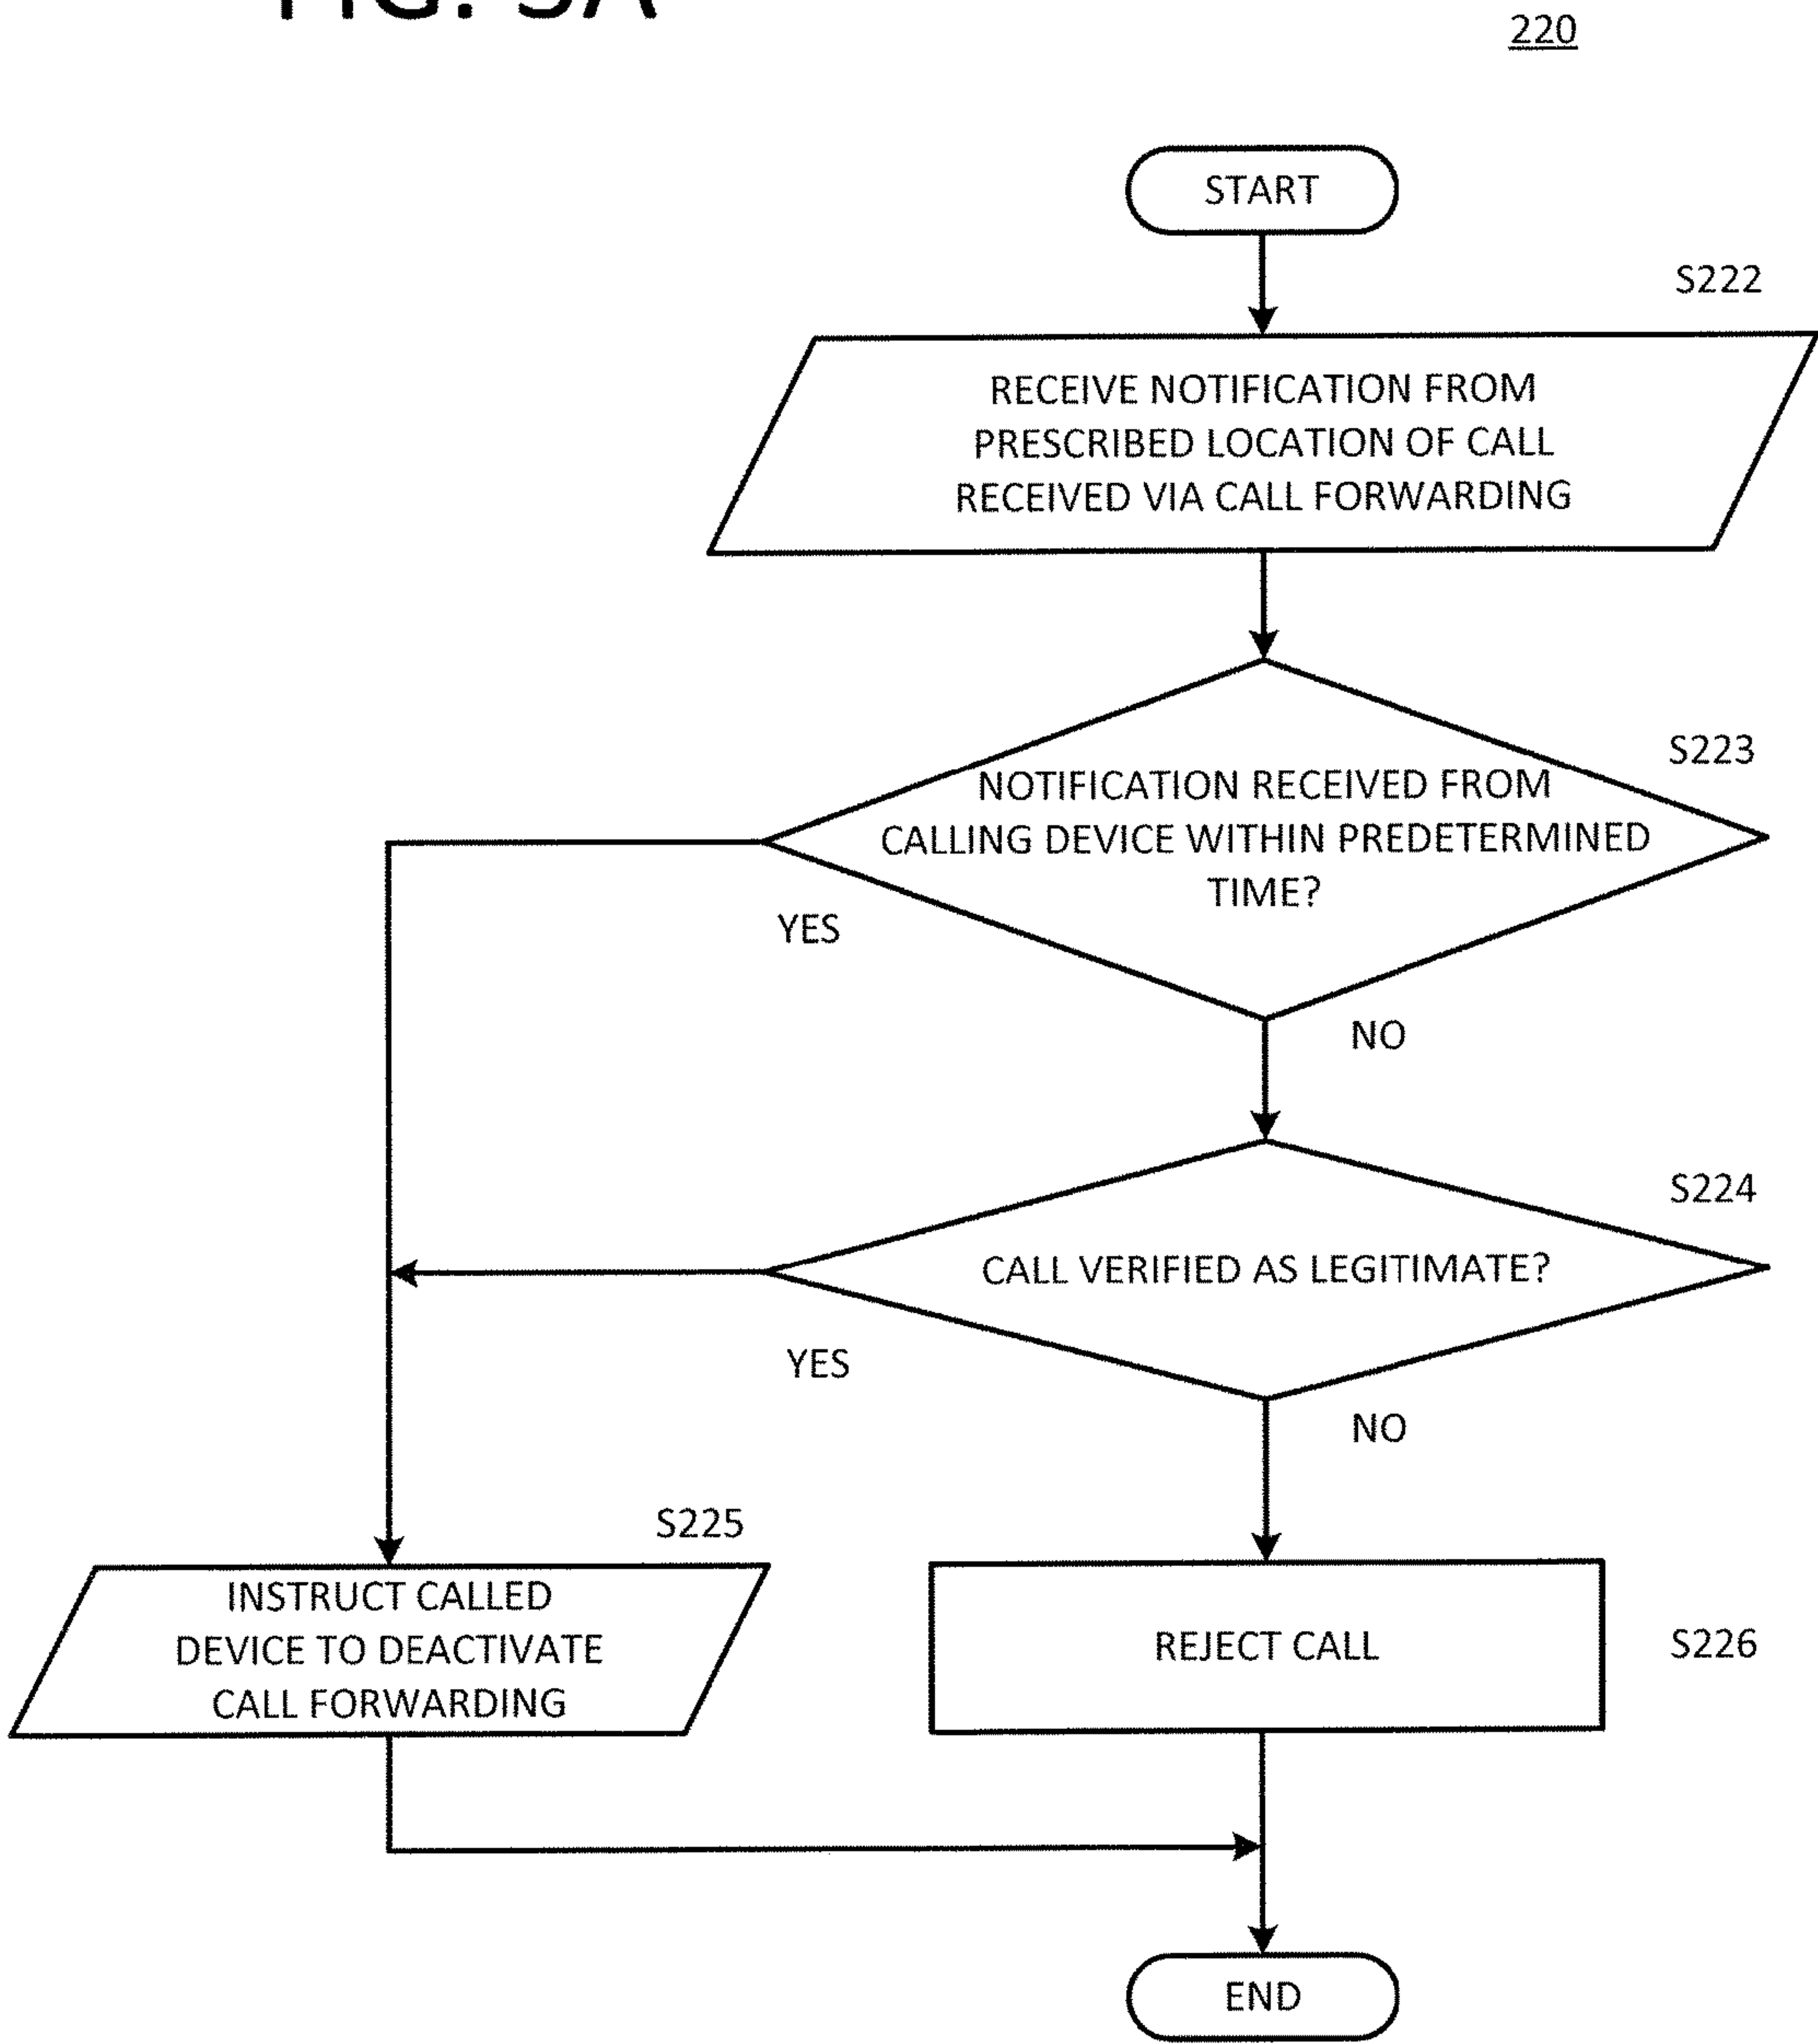 220
START
S222
RECEIVE NOTIFICATION FROM
PRESCRIBED LOCATION OF CALL
RECEIVED VIA CALL FORWARDING
S223
NOTIFICATION RECEIVED FROM
CALLING DEVICE WITHIN PREDETERMINED
TIME?
YES
NO
S224
CALL VERIFIED AS LEGITIMATE?
YES
NO
S225
INSTRUCT CALLED
DEVICE TO DEACTIVATE
CALL FORWARDING
REJECT CALL
S226
END